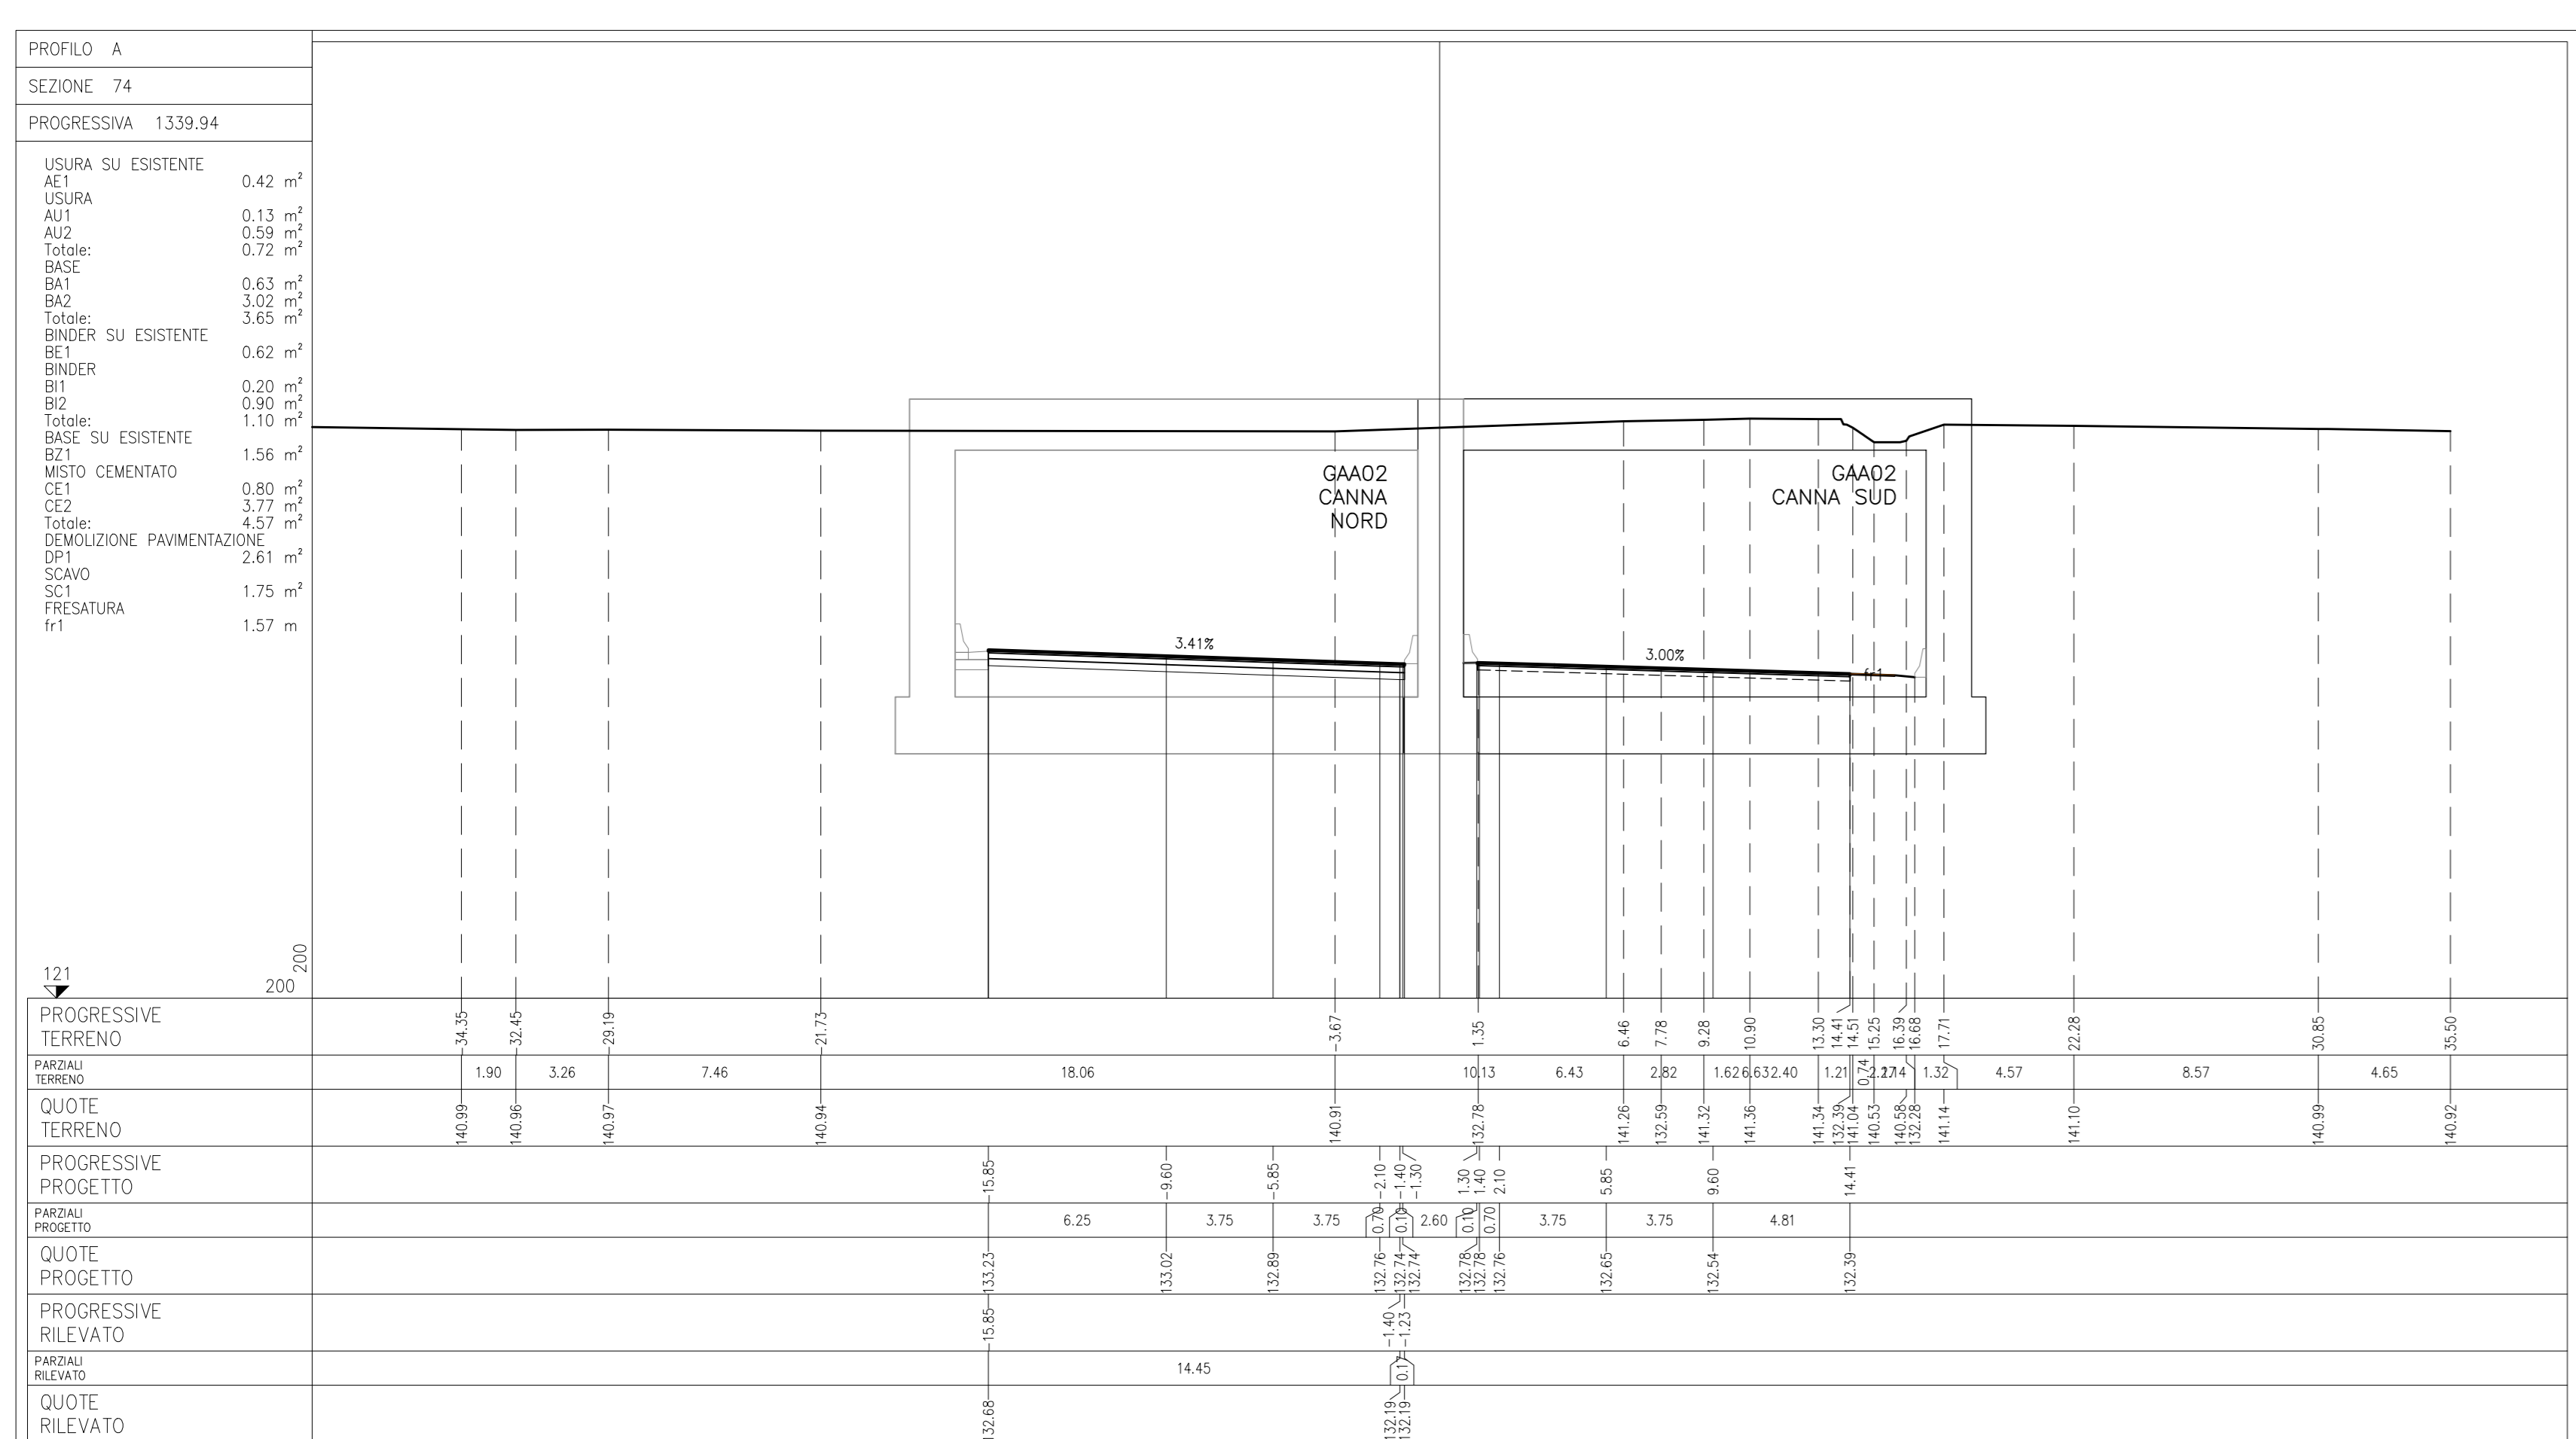 PROFILO A
SEZIONE 74
PROGRESSIVA 1339.94
USURA SU ESISTENTE
AE1 0.42 m²
USURA
AU1 0.13 m²
AU2 0.59 m²
Totale: 0.72 m²
BASE
BA1 0.63 m²
BA2 3.02 m²
Totale: 3.65 m²
BINDER SU ESISTENTE
BE1 0.62 m²
BINDER
BI1 0.20 m²
BI2 0.90 m²
Totale: 1.10 m²
BASE SU ESISTENTE
BZ1 1.56 m²
MISTO CEMENTATO
CE1 0.80 m²
CE2 3.77 m²
Totale: 4.57 m²
DEMOLIZIONE PAVIMENTAZIONE
DP1 2.61 m²
SCAVO
SC1 1.75 m²
FRESATURA
fr1 1.57 m
GAA02
CANNA
NORD
GAA02
CANNA SUD
3.41%
3.00%
fr1
121
200
200
PROGRESSIVE
TERRENO
-34.35 -32.45 -29.19 -21.73 -3.67 1.35 6.46 7.78 9.28 10.90 13.30 14.41 14.51 15.25 16.39 16.68 17.71 22.28 30.85 35.50
PARZIALI
TERRENO
1.90 3.26 7.46 18.06 10.13 6.43 2.82 1.62 6.63 2.40 1.21 0.74 2.27 1.14 1.32 4.57 8.57 4.65
QUOTE
TERRENO
140.99 140.96 140.97 140.94 140.91 132.78 141.26 132.59 141.32 141.36 141.34 132.39 141.04 140.53 140.58 132.28 141.14 141.10 140.99 140.92
PROGRESSIVE
PROGETTO
-15.85 -9.60 -5.85 -2.10 -1.40 -1.30 1.30 1.40 2.10 5.85 9.60 14.41
PARZIALI
PROGETTO
6.25 3.75 3.75 0.70 0.10 2.60 0.10 0.70 3.75 3.75 4.81
QUOTE
PROGETTO
133.23 133.02 132.89 132.76 132.74 132.74 132.78 132.78 132.76 132.65 132.54 132.39
PROGRESSIVE
RILEVATO
-15.85 -1.40 -1.23
PARZIALI
RILEVATO
14.45 0.17
QUOTE
RILEVATO
132.68 132.19 132.19